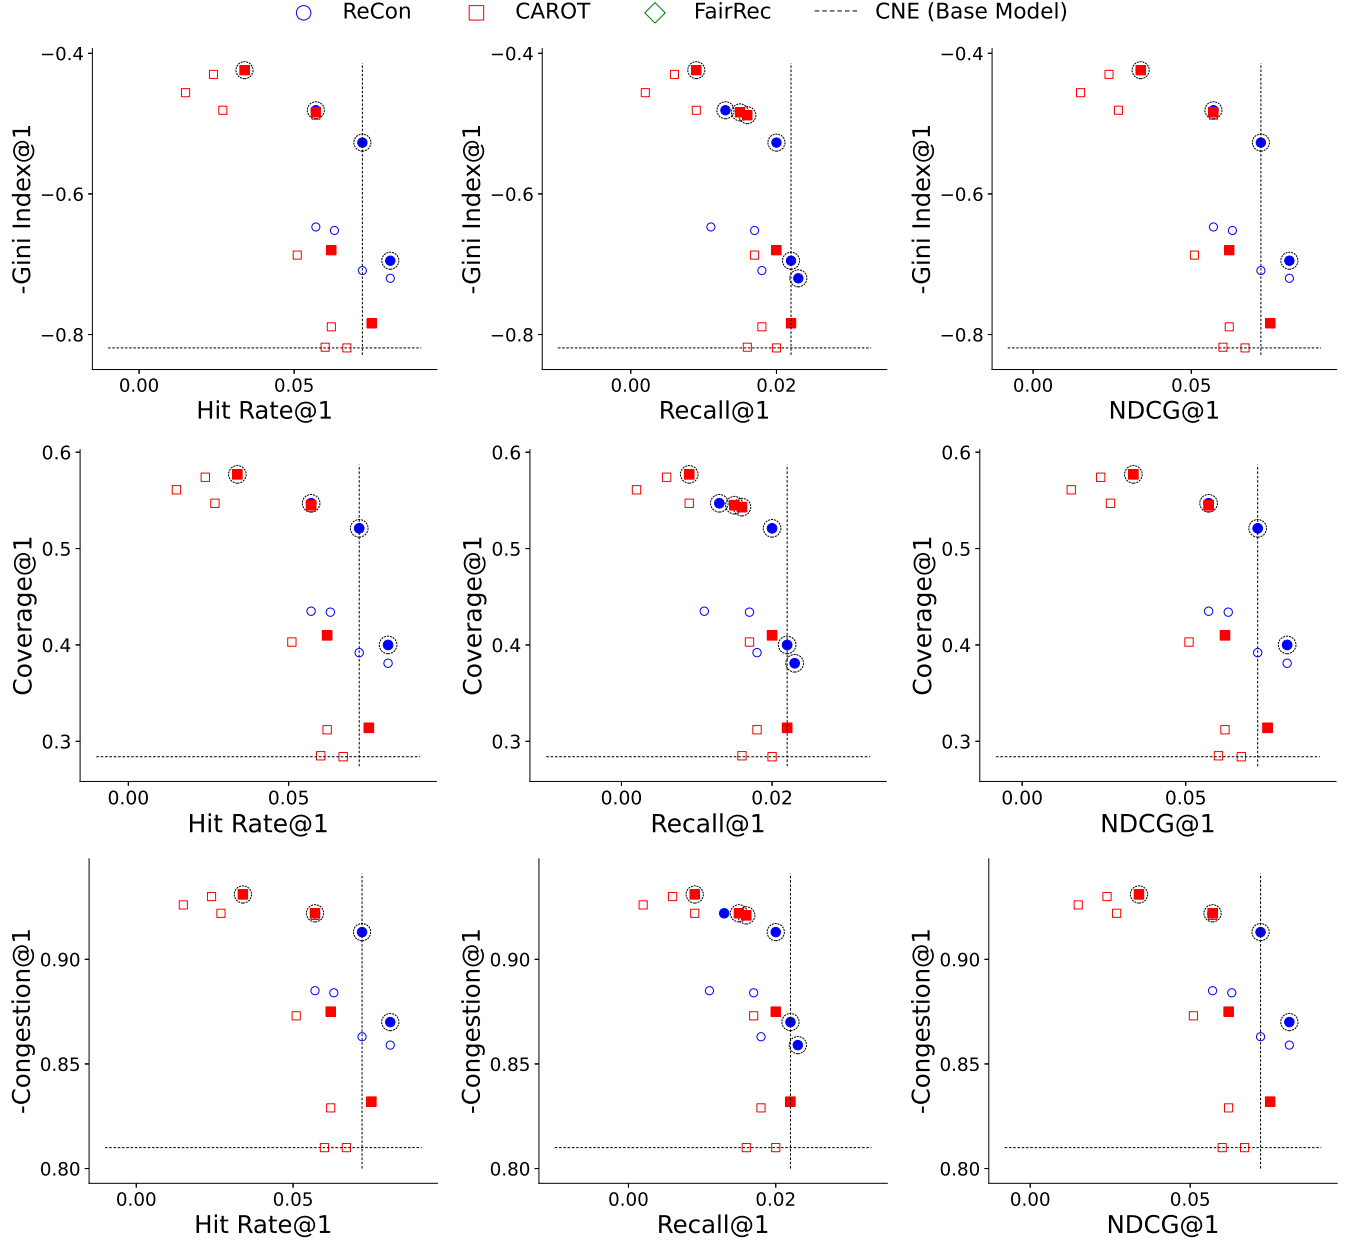 ReCon CAROT FairRec CNE (Base Model)
-Gini Index@1
−0.4
−0.6
−0.8
0.00 0.05
Hit Rate@1
-Gini Index@1
−0.4
−0.6
−0.8
0.00 0.02
Recall@1
-Gini Index@1
−0.4
−0.6
−0.8
0.00 0.05
NDCG@1
Coverage@1
0.6
0.5
0.4
0.3
0.00 0.05
Hit Rate@1
Coverage@1
0.6
0.5
0.4
0.3
0.00 0.02
Recall@1
Coverage@1
0.6
0.5
0.4
0.3
0.00 0.05
NDCG@1
-Congestion@1
0.90
0.85
0.80
0.00 0.05
Hit Rate@1
-Congestion@1
0.90
0.85
0.80
0.00 0.02
Recall@1
-Congestion@1
0.90
0.85
0.80
0.00 0.05
NDCG@1